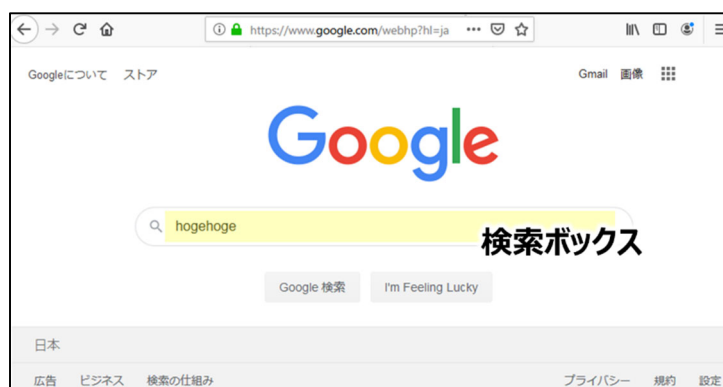 https://www.google.com/webhp?hl=ja
Googleについて ストア
Gmail 画像
Google
hogehoge
検索ボックス
Google 検索 I'm Feeling Lucky
日本
広告 ビジネス 検索の仕組み プライバシー 規約 設定